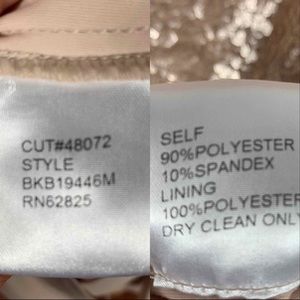 CUT#48072
STYLE
BKB19446M
RN62825
SELF
90%POLYESTER
10%SPANDEX
LINING
100%POLYESTER
DRY CLEAN ONLY